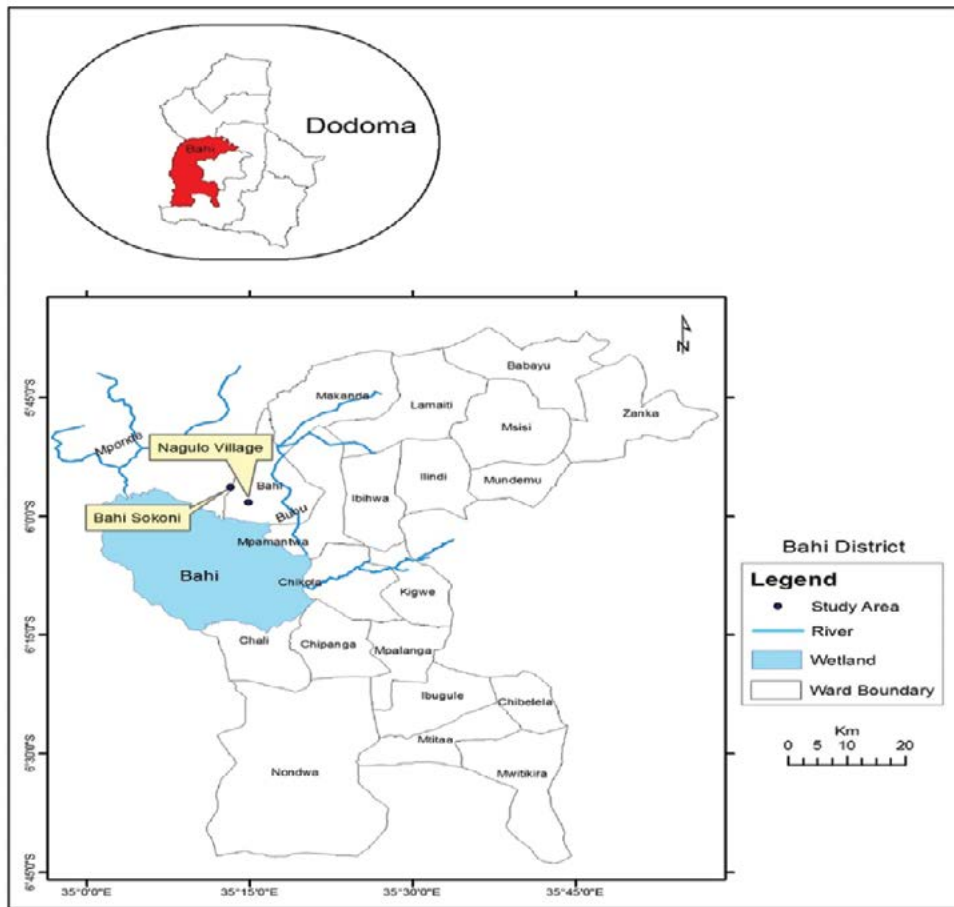 Dodoma
Bahi
N
Babayu
Makanda
Lamaiti
Zanka
Msisi
Mponde
Nagulo Village
Ilindi
Mundemu
Bahi
Ibihwa
Bubu
Bahi Sokoni
Mpamantwa
Bahi
Chikola
Kigwe
Chali
Chipanga
Mpalanga
Ibugule
Chibelela
Mtitaa
Nondwa
Mwitikira
5°45'0"S
6°0'0"S
6°15'0"S
6°30'0"S
6°45'0"S
35°0'0"E
35°15'0"E
35°30'0"E
35°45'0"E
Bahi District
Legend
Study Area
River
Wetland
Ward Boundary
Km
0 5 10 20